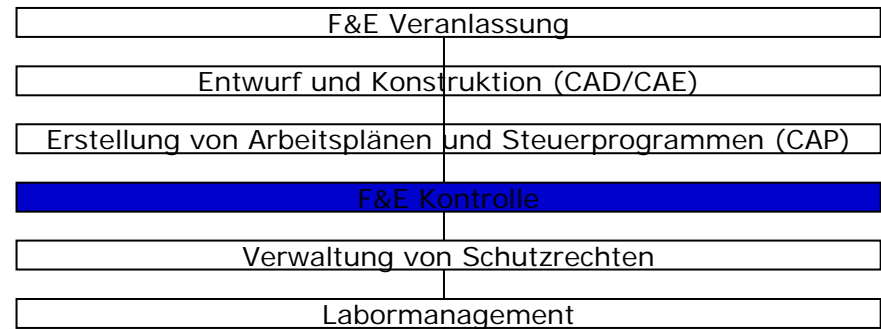 F&E Veranlassung
Entwurf und Konstruktion (CAD/CAE)
Erstellung von Arbeitsplänen und Steuerprogrammen (CAP)
F&E Kontrolle
Verwaltung von Schutzrechten
Labormanagement